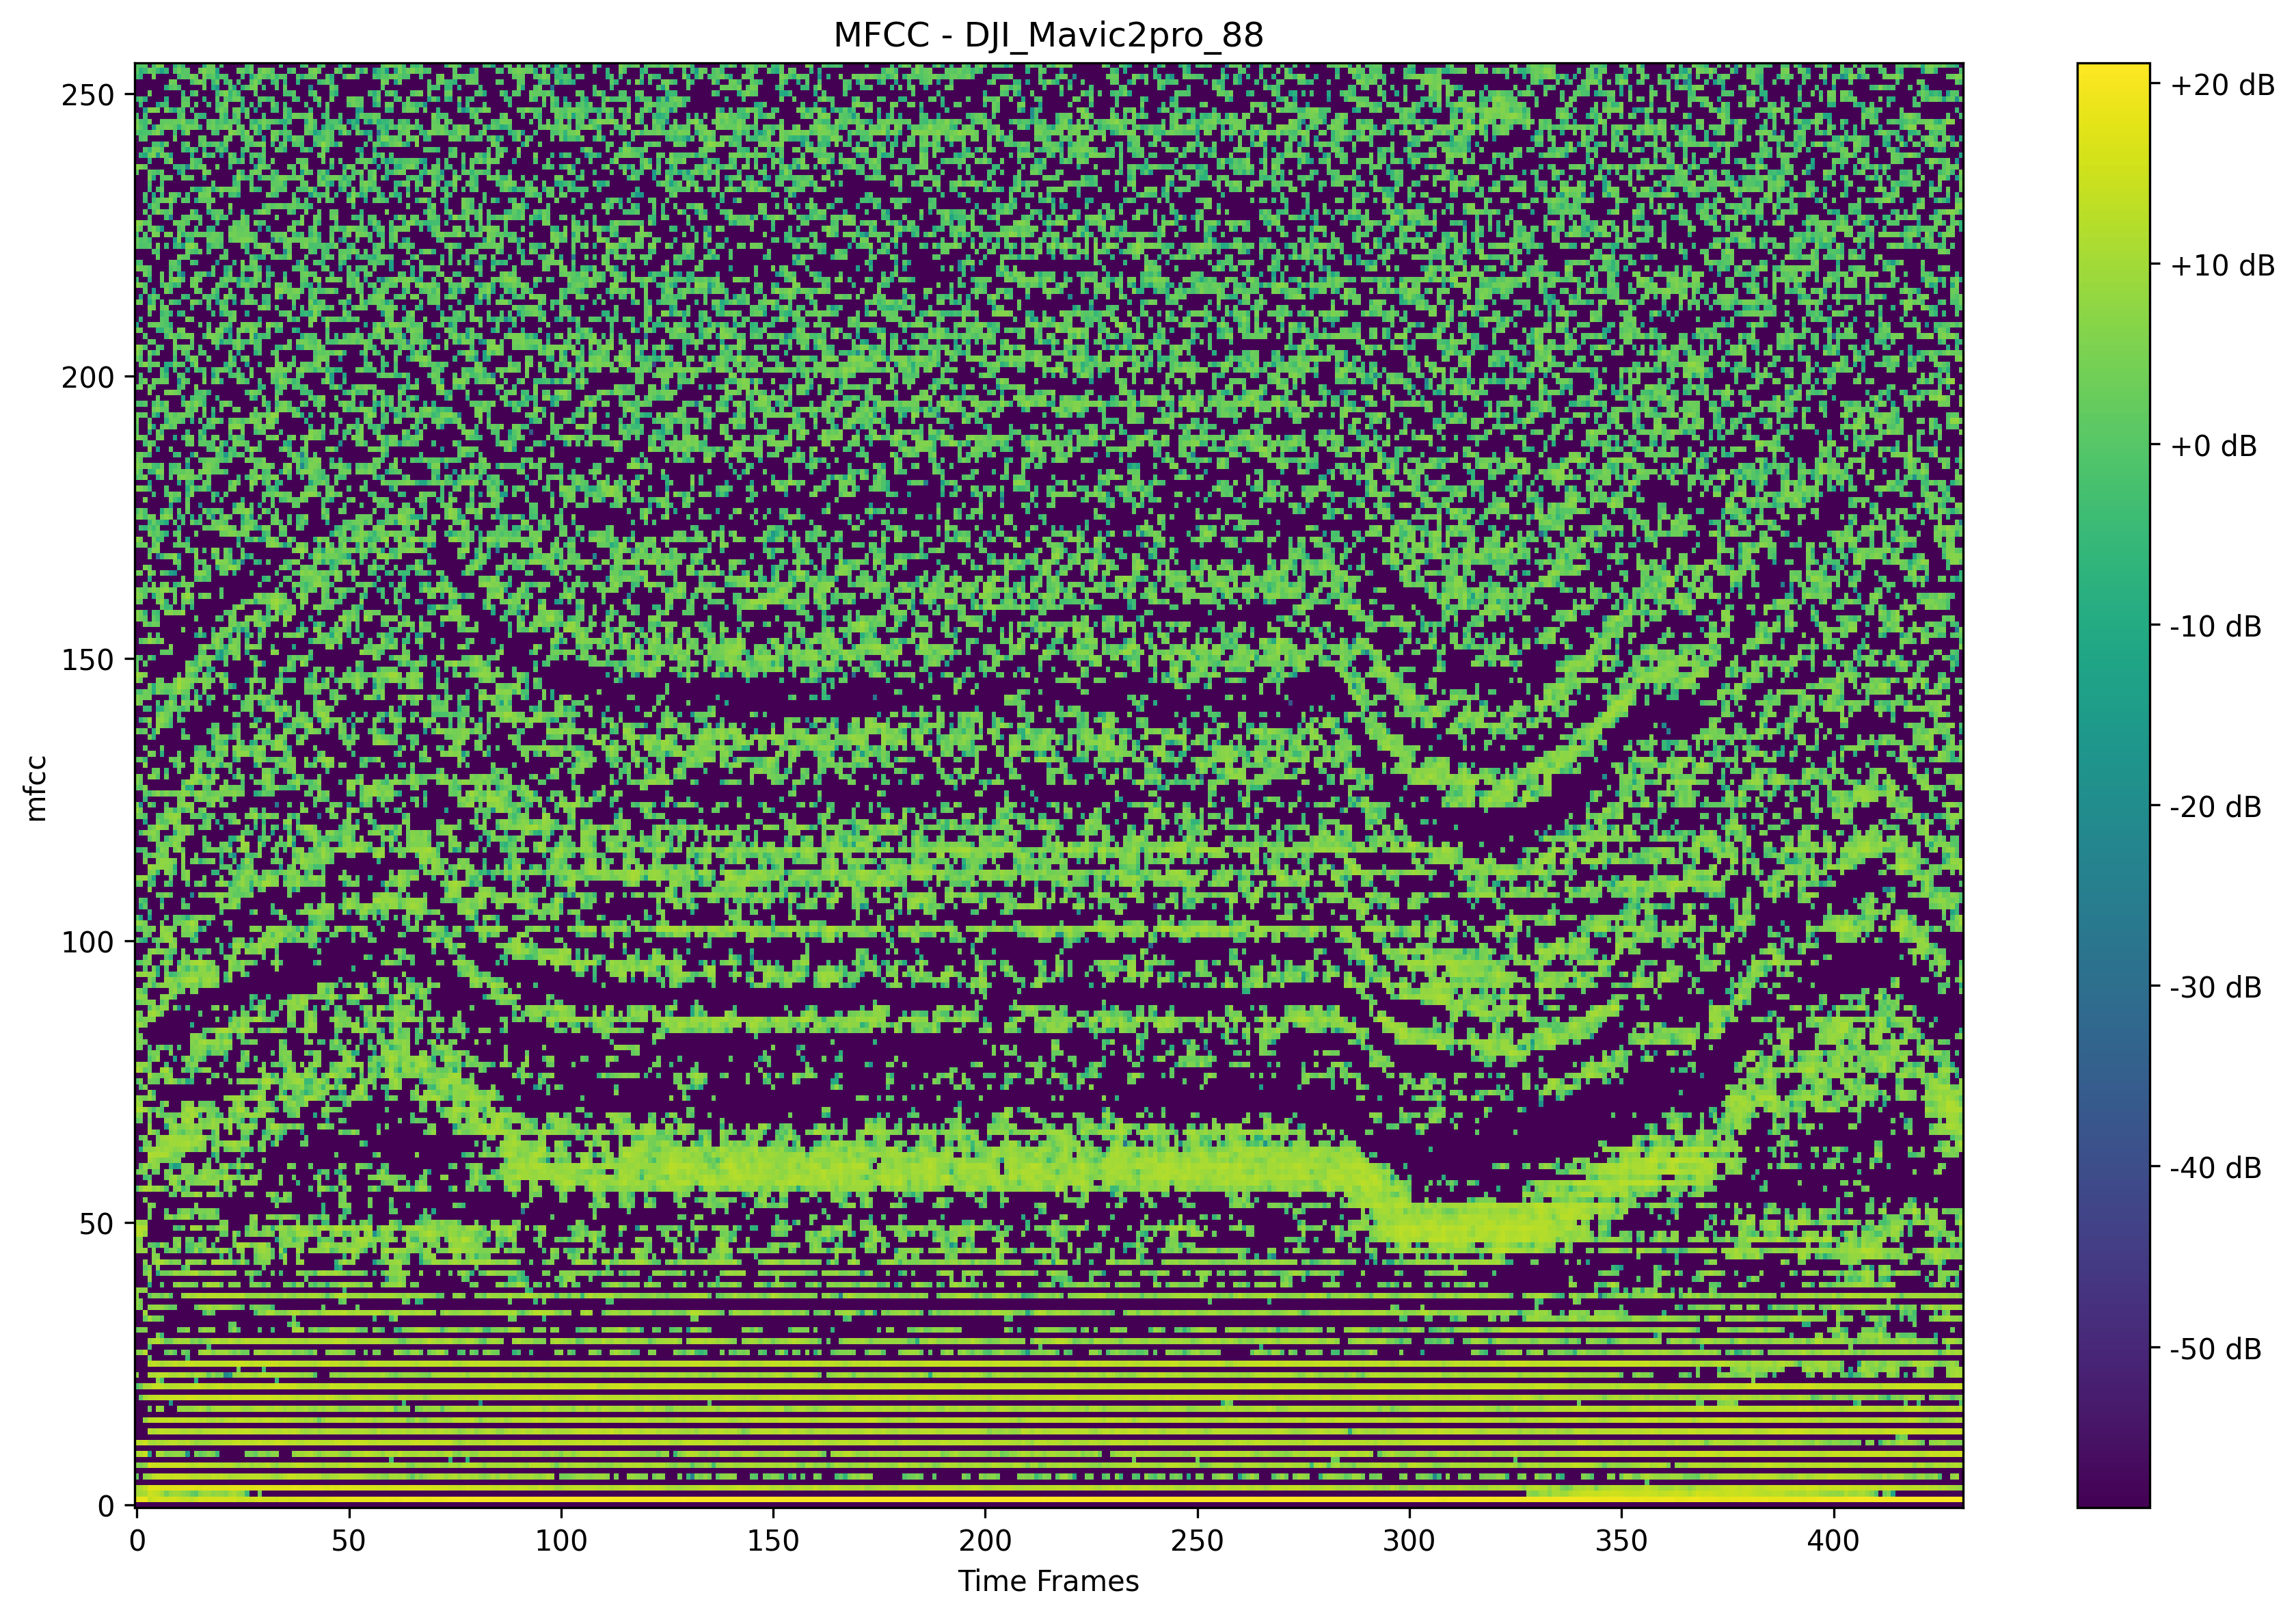 MFCC - DJI_Mavic2pro_88
250
200
150
100
50
0
mfcc
0
50
100
150
200
250
300
350
400
Time Frames
+20 dB
+10 dB
+0 dB
-10 dB
-20 dB
-30 dB
-40 dB
-50 dB